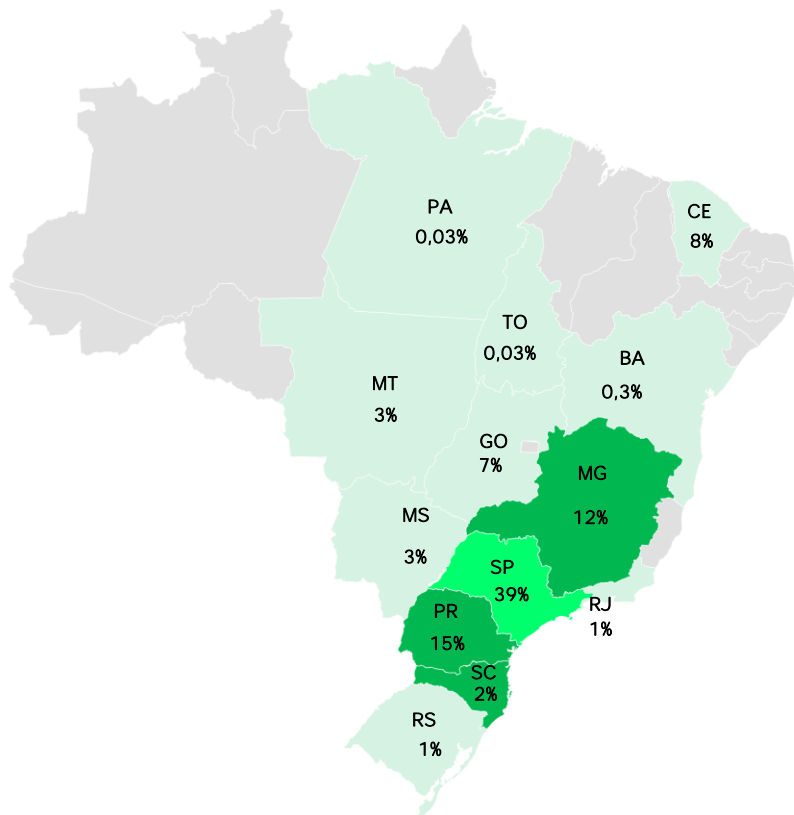 PA
0,03%
CE
8%
TO
0,03%
BA
0,3%
MT
3%
GO
7%
MG
12%
MS
3%
SP
39%
RJ
1%
PR
15%
SC
2%
RS
1%